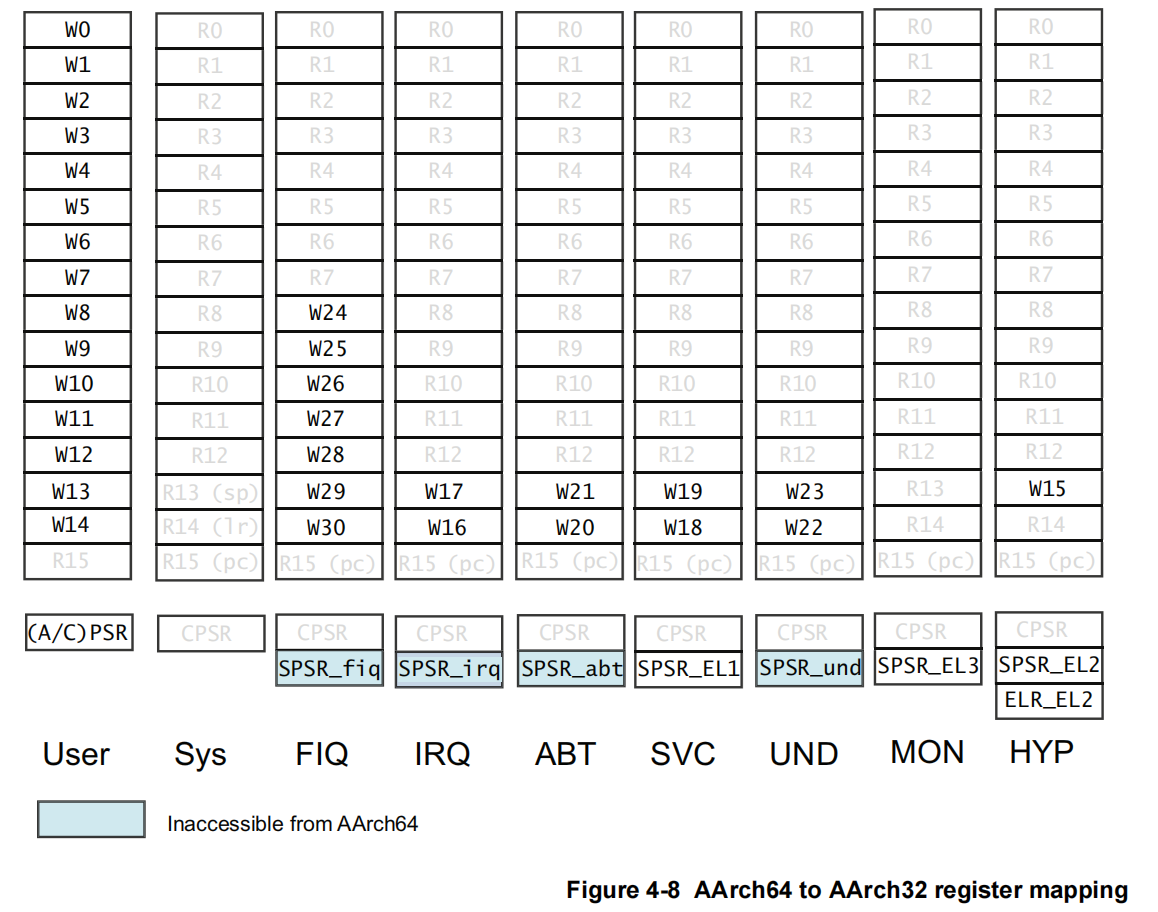 W0 R0 R0 R0 R0 R0 R0 R0 R0
W1 R1 R1 R1 R1 R1 R1 R1 R1
W2 R2 R2 R2 R2 R2 R2 R2 R2
W3 R3 R3 R3 R3 R3 R3 R3 R3
W4 R4 R4 R4 R4 R4 R4 R4 R4
W5 R5 R5 R5 R5 R5 R5 R5 R5
W6 R6 R6 R6 R6 R6 R6 R6 R6
W7 R7 R7 R7 R7 R7 R7 R7 R7
W8 R8 W24 R8 R8 R8 R8 R8 R8
W9 R9 W25 R9 R9 R9 R9 R9 R9
W10 R10 W26 R10 R10 R10 R10 R10 R10
W11 R11 W27 R11 R11 R11 R11 R11 R11
W12 R12 W28 R12 R12 R12 R12 R12 R12
W13 R13 (sp) W29 W17 W21 W19 W23 R13 W15
W14 R14 (lr) W30 W16 W20 W18 W22 R14 R14
R15 R15 (pc) R15 (pc) R15 (pc) R15 (pc) R15 (pc) R15 (pc) R15 (pc) R15 (pc)
(A/C)PSR CPSR CPSR CPSR CPSR CPSR CPSR CPSR CPSR
SPSR_fiq SPSR_irq SPSR_abt SPSR_EL1 SPSR_und SPSR_EL3 SPSR_EL2
ELR_EL2
User Sys FIQ IRQ ABT SVC UND MON HYP
Inaccessible from AArch64
Figure 4-8 AArch64 to AArch32 register mapping